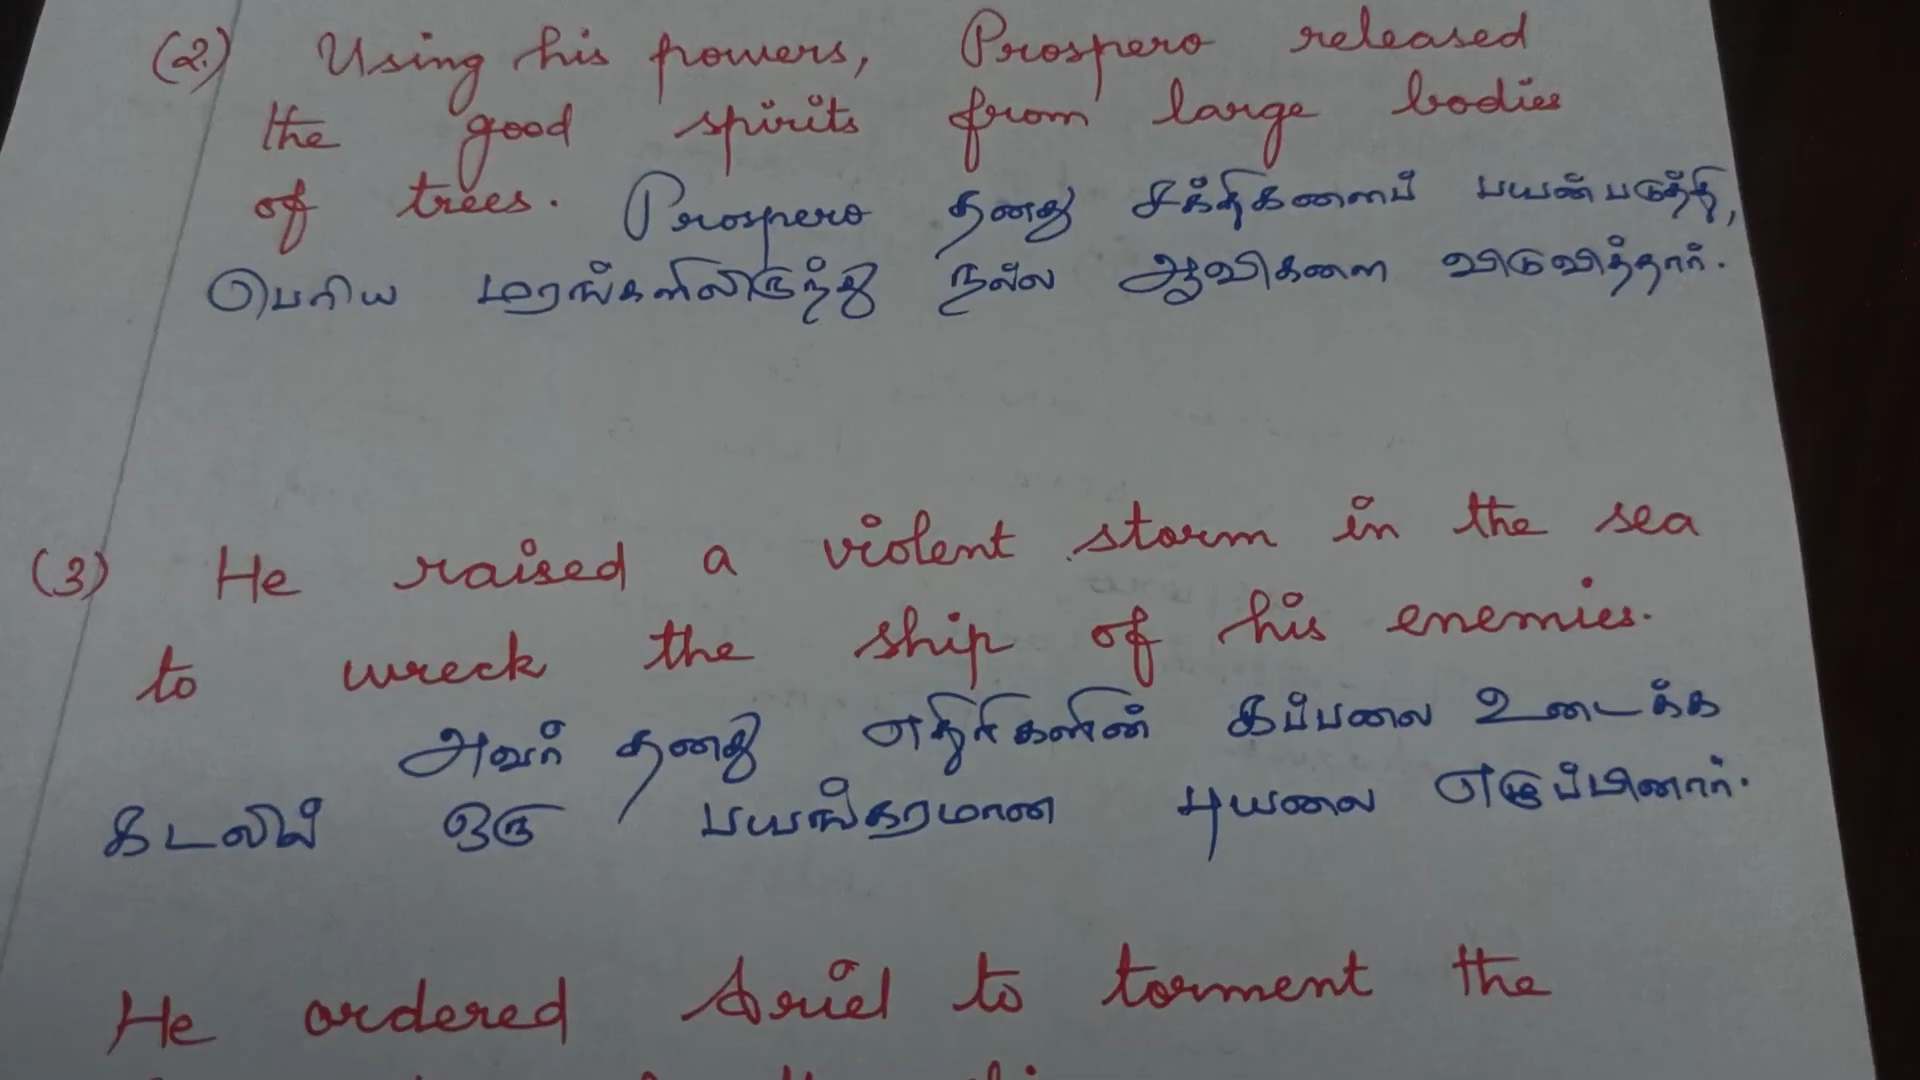 (2) Using his powers, Prospero released
the good spirits from large bodies
of trees. Prospero தனது சக்திகளைப் பயன்படுத்தி,
பெரிய மரங்களிலிருந்து நல்ல ஆவிகளை விடுவித்தார்.
(3) He raised a violent storm in the sea
to wreck the ship of his enemies.
அவர் தனது எதிரிகளின் கப்பலை உடைக்க
கடலில் ஒரு பயங்கரமான புயலை எழுப்பினார்.
He ordered Ariel to torment the